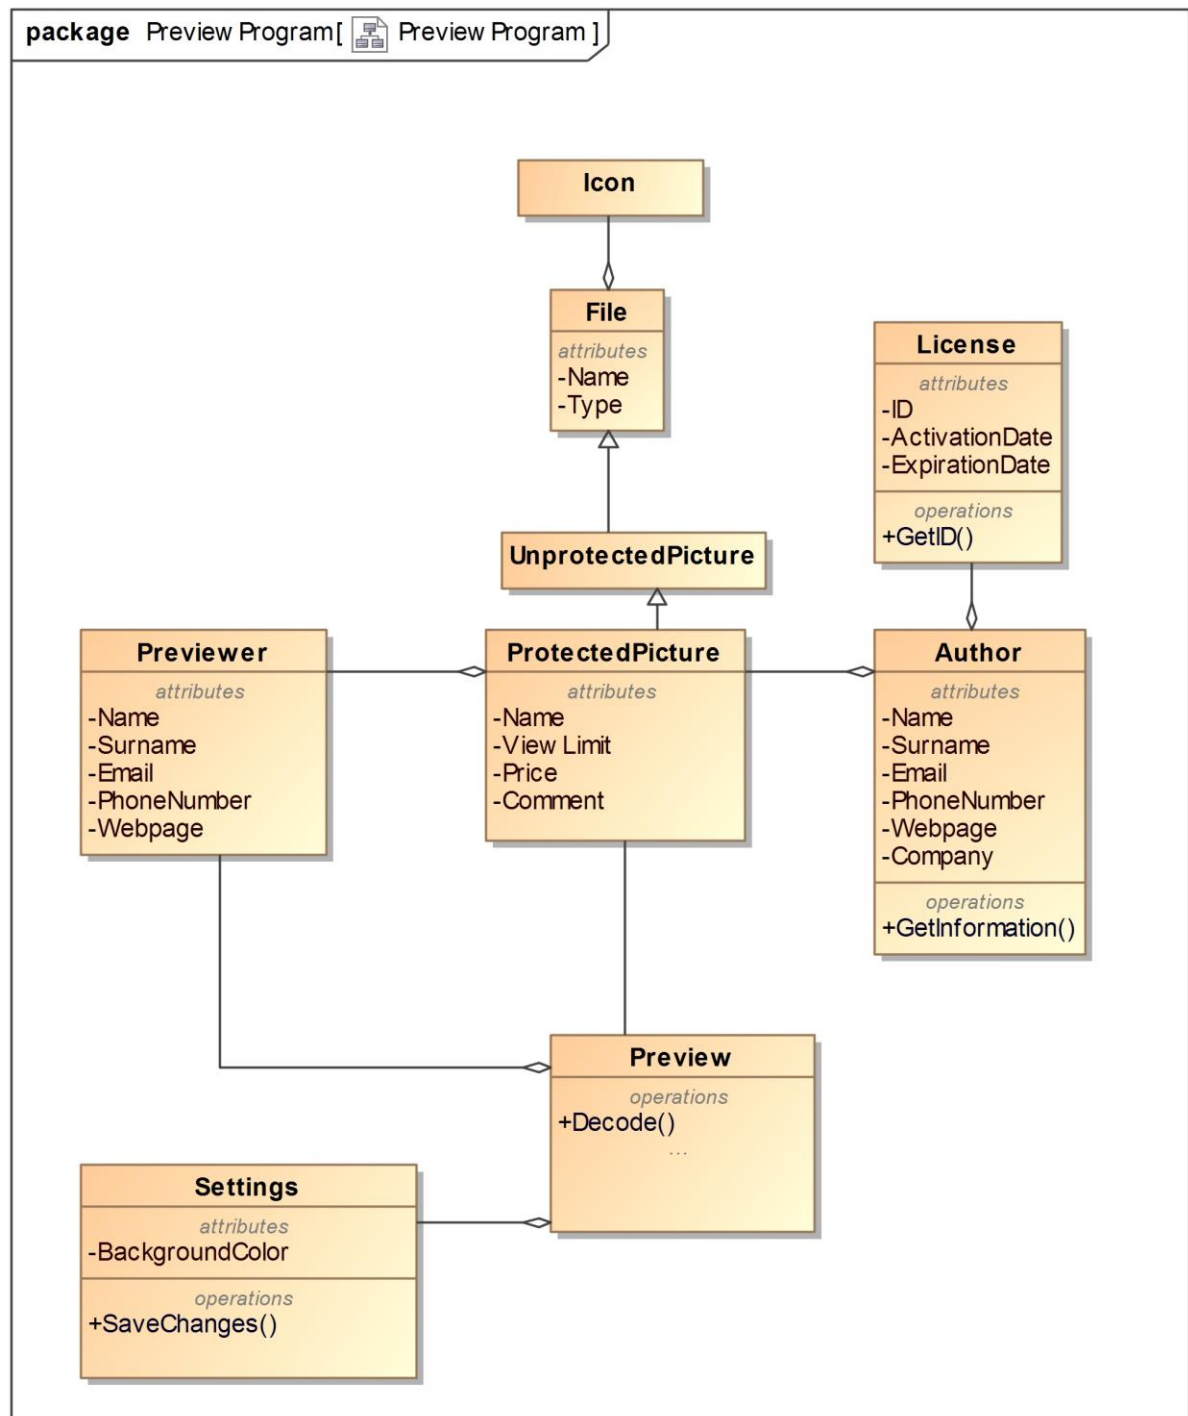 package Preview Program[ Preview Program ]
Icon
File
attributes
-Name
-Type
License
attributes
-ID
-ActivationDate
-ExpirationDate
operations
+GetID()
UnprotectedPicture
Previewer
attributes
-Name
-Surname
-Email
-PhoneNumber
-Webpage
ProtectedPicture
attributes
-Name
-View Limit
-Price
-Comment
Author
attributes
-Name
-Surname
-Email
-PhoneNumber
-Webpage
-Company
operations
+GetInformation()
Preview
operations
+Decode()
...
Settings
attributes
-BackgroundColor
operations
+SaveChanges()